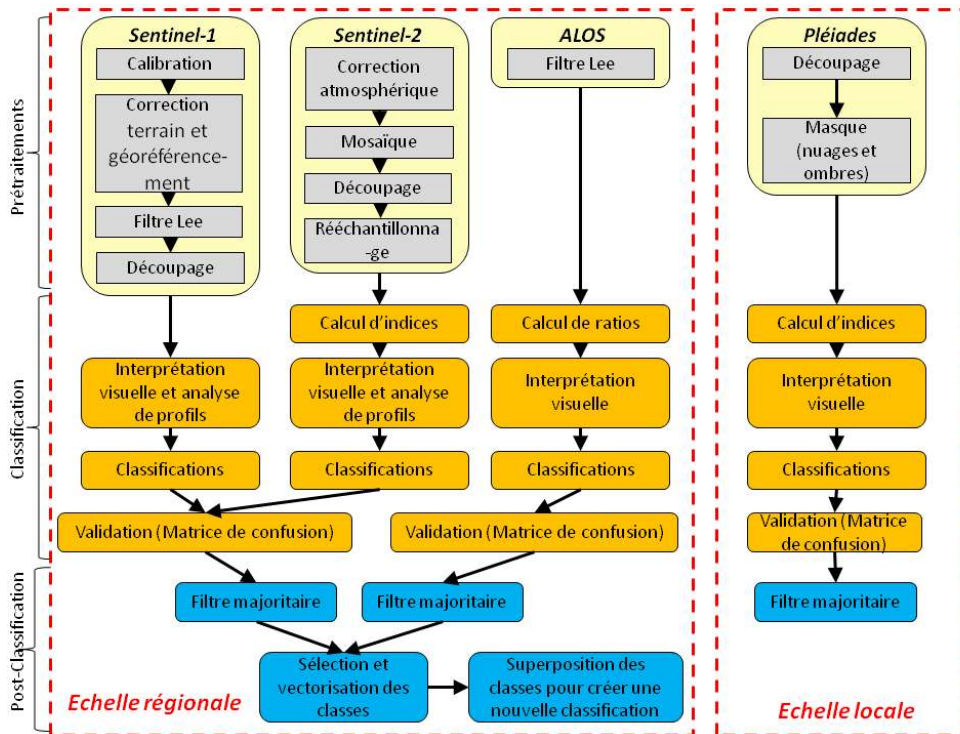 Prétraitements
Sentinel-1
Calibration
Correction
terrain et
géoréférence-
ment
Filtre Lee
Découpage
Sentinel-2
Correction
atmosphérique
Mosaïque
Découpage
Rééchantillonna
-ge
ALOS
Filtre Lee
Pléiades
Découpage
Masque
(nuages et
ombres)
Classification
Calcul d'indices
Calcul de ratios
Calcul d'indices
Interprétation
visuelle et analyse
de profils
Interprétation
visuelle et analyse
de profils
Interprétation
visuelle
Interprétation
visuelle
Classifications
Classifications
Classifications
Classifications
Validation (Matrice de confusion)
Validation (Matrice de confusion)
Validation (Matrice
de confusion)
Post-Classification
Filtre majoritaire
Filtre majoritaire
Filtre majoritaire
Sélection et
vectorisation des
classes
Superposition des
classes pour créer une
nouvelle classification
Echelle régionale
Echelle locale